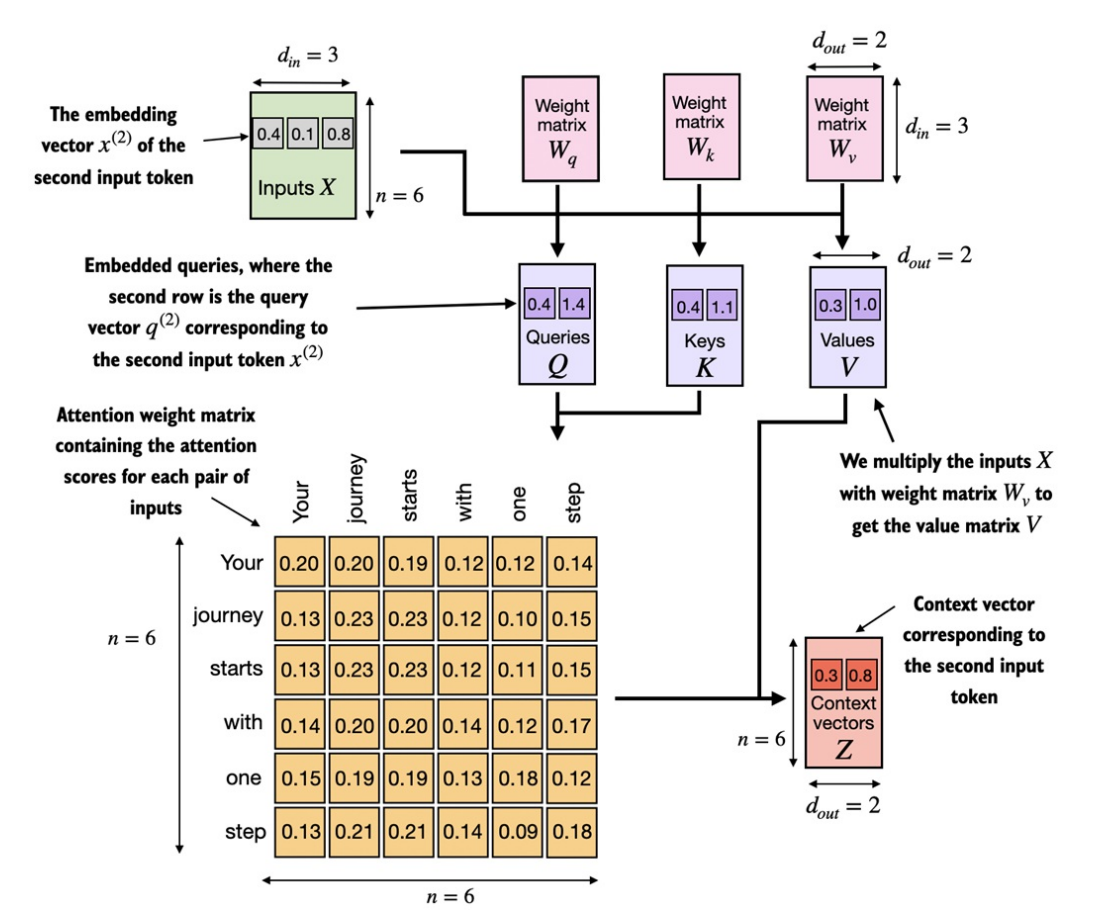 d_in = 3
d_out = 2
The embedding
vector x^(2) of the
second input token
0.4 0.1 0.8
Inputs X
n = 6
Weight
matrix
W_q
Weight
matrix
W_k
Weight
matrix
W_v
d_in = 3
Embedded queries, where the
second row is the query
vector q^(2) corresponding to
the second input token x^(2)
0.4 1.4
Queries
Q
0.4 1.1
Keys
K
d_out = 2
0.3 1.0
Values
V
We multiply the inputs X
with weight matrix W_v to
get the value matrix V
Attention weight matrix
containing the attention
scores for each pair of
inputs
Your journey starts with one step
Your 0.20 0.20 0.19 0.12 0.12 0.14
journey 0.13 0.23 0.23 0.12 0.10 0.15
starts 0.13 0.23 0.23 0.12 0.11 0.15
with 0.14 0.20 0.20 0.14 0.12 0.17
one 0.15 0.19 0.19 0.13 0.18 0.12
step 0.13 0.21 0.21 0.14 0.09 0.18
n = 6
n = 6
Context vector
corresponding to
the second input
token
0.3 0.8
Context
vectors
Z
n = 6
d_out = 2